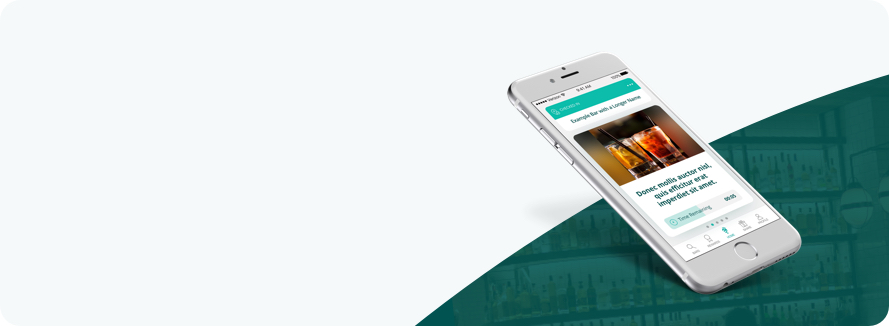 Verizon
9:41 AM
100%
Example Bar with a Longer Name
Donec mollis auctor nisl,
quis efficitur erat
imperdiet sit amet.
Time Remaining
00:05